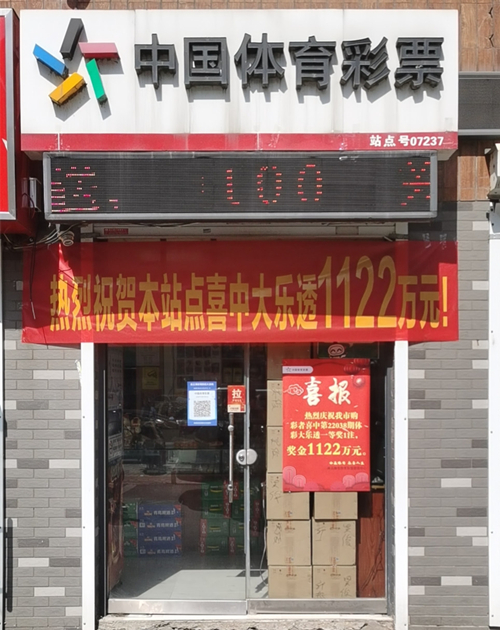 中国体育彩票
站点号07237
100
热烈祝贺本站点喜中大乐透1122万元!
拉
喜报
热烈庆祝我市购
彩者喜中第22038期体
彩大乐透一等奖1注,
奖金1122万元。